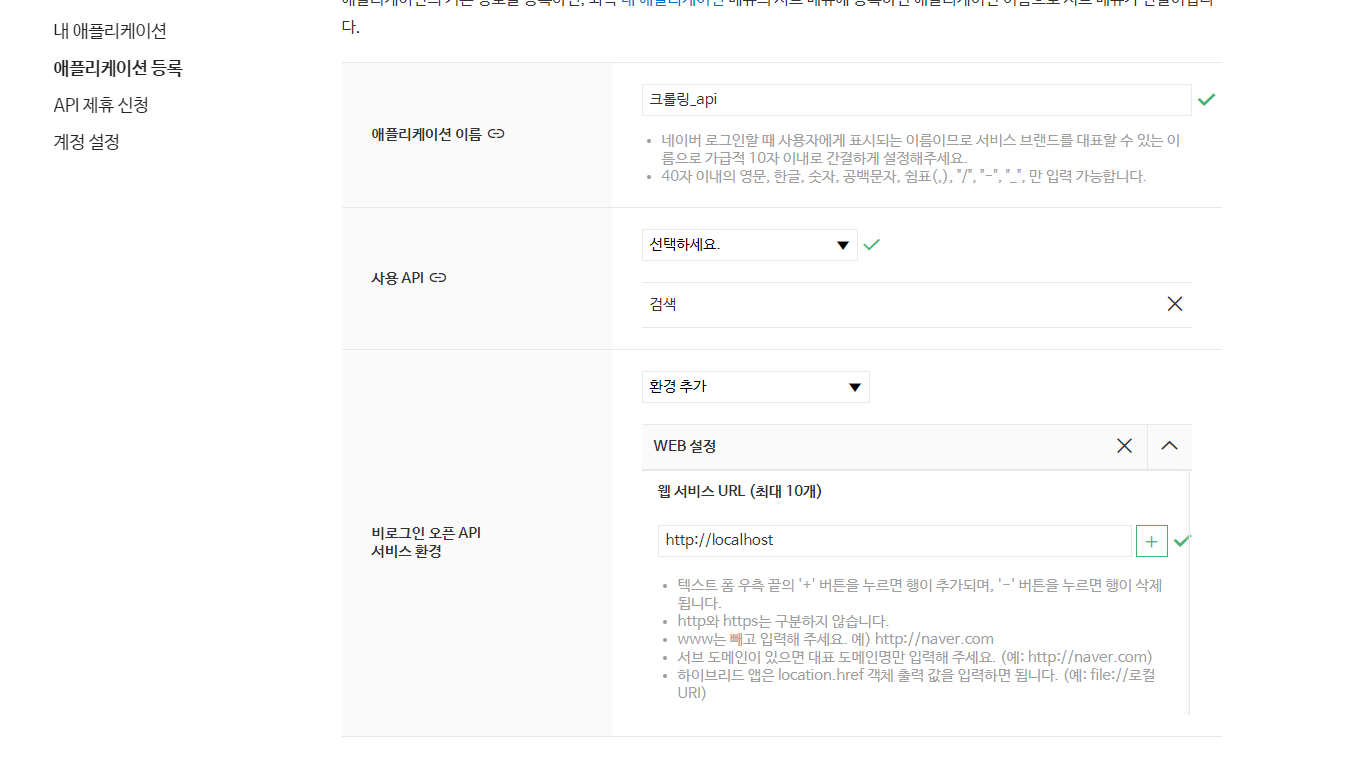 내 애플리케이션
애플리케이션 등록
API 제휴 신청
계정 설정
다.
애플리케이션 이름
크롤링_api
네이버 로그인할 때 사용자에게 표시되는 이름이므로 서비스 브랜드를 대표할 수 있는 이
름으로 가급적 10자 이내로 간결하게 설정해주세요.
40자 이내의 영문, 한글, 숫자, 공백문자, 쉼표(,), "/", "-", "_", 만 입력 가능합니다.
사용 API
선택하세요.
검색
비로그인 오픈 API
서비스 환경
환경 추가
WEB 설정
웹 서비스 URL (최대 10개)
http://localhost
텍스트 폼 우측 끝의 '+' 버튼을 누르면 행이 추가되며, '-' 버튼을 누르면 행이 삭제
됩니다.
http와 https는 구분하지 않습니다.
www는 빼고 입력해 주세요. 예) http://naver.com
서브 도메인이 있으면 대표 도메인명만 입력해 주세요. (예: http://naver.com)
하이브리드 앱은 location.href 객체 출력 값을 입력하면 됩니다. (예: file://로컬
URI)